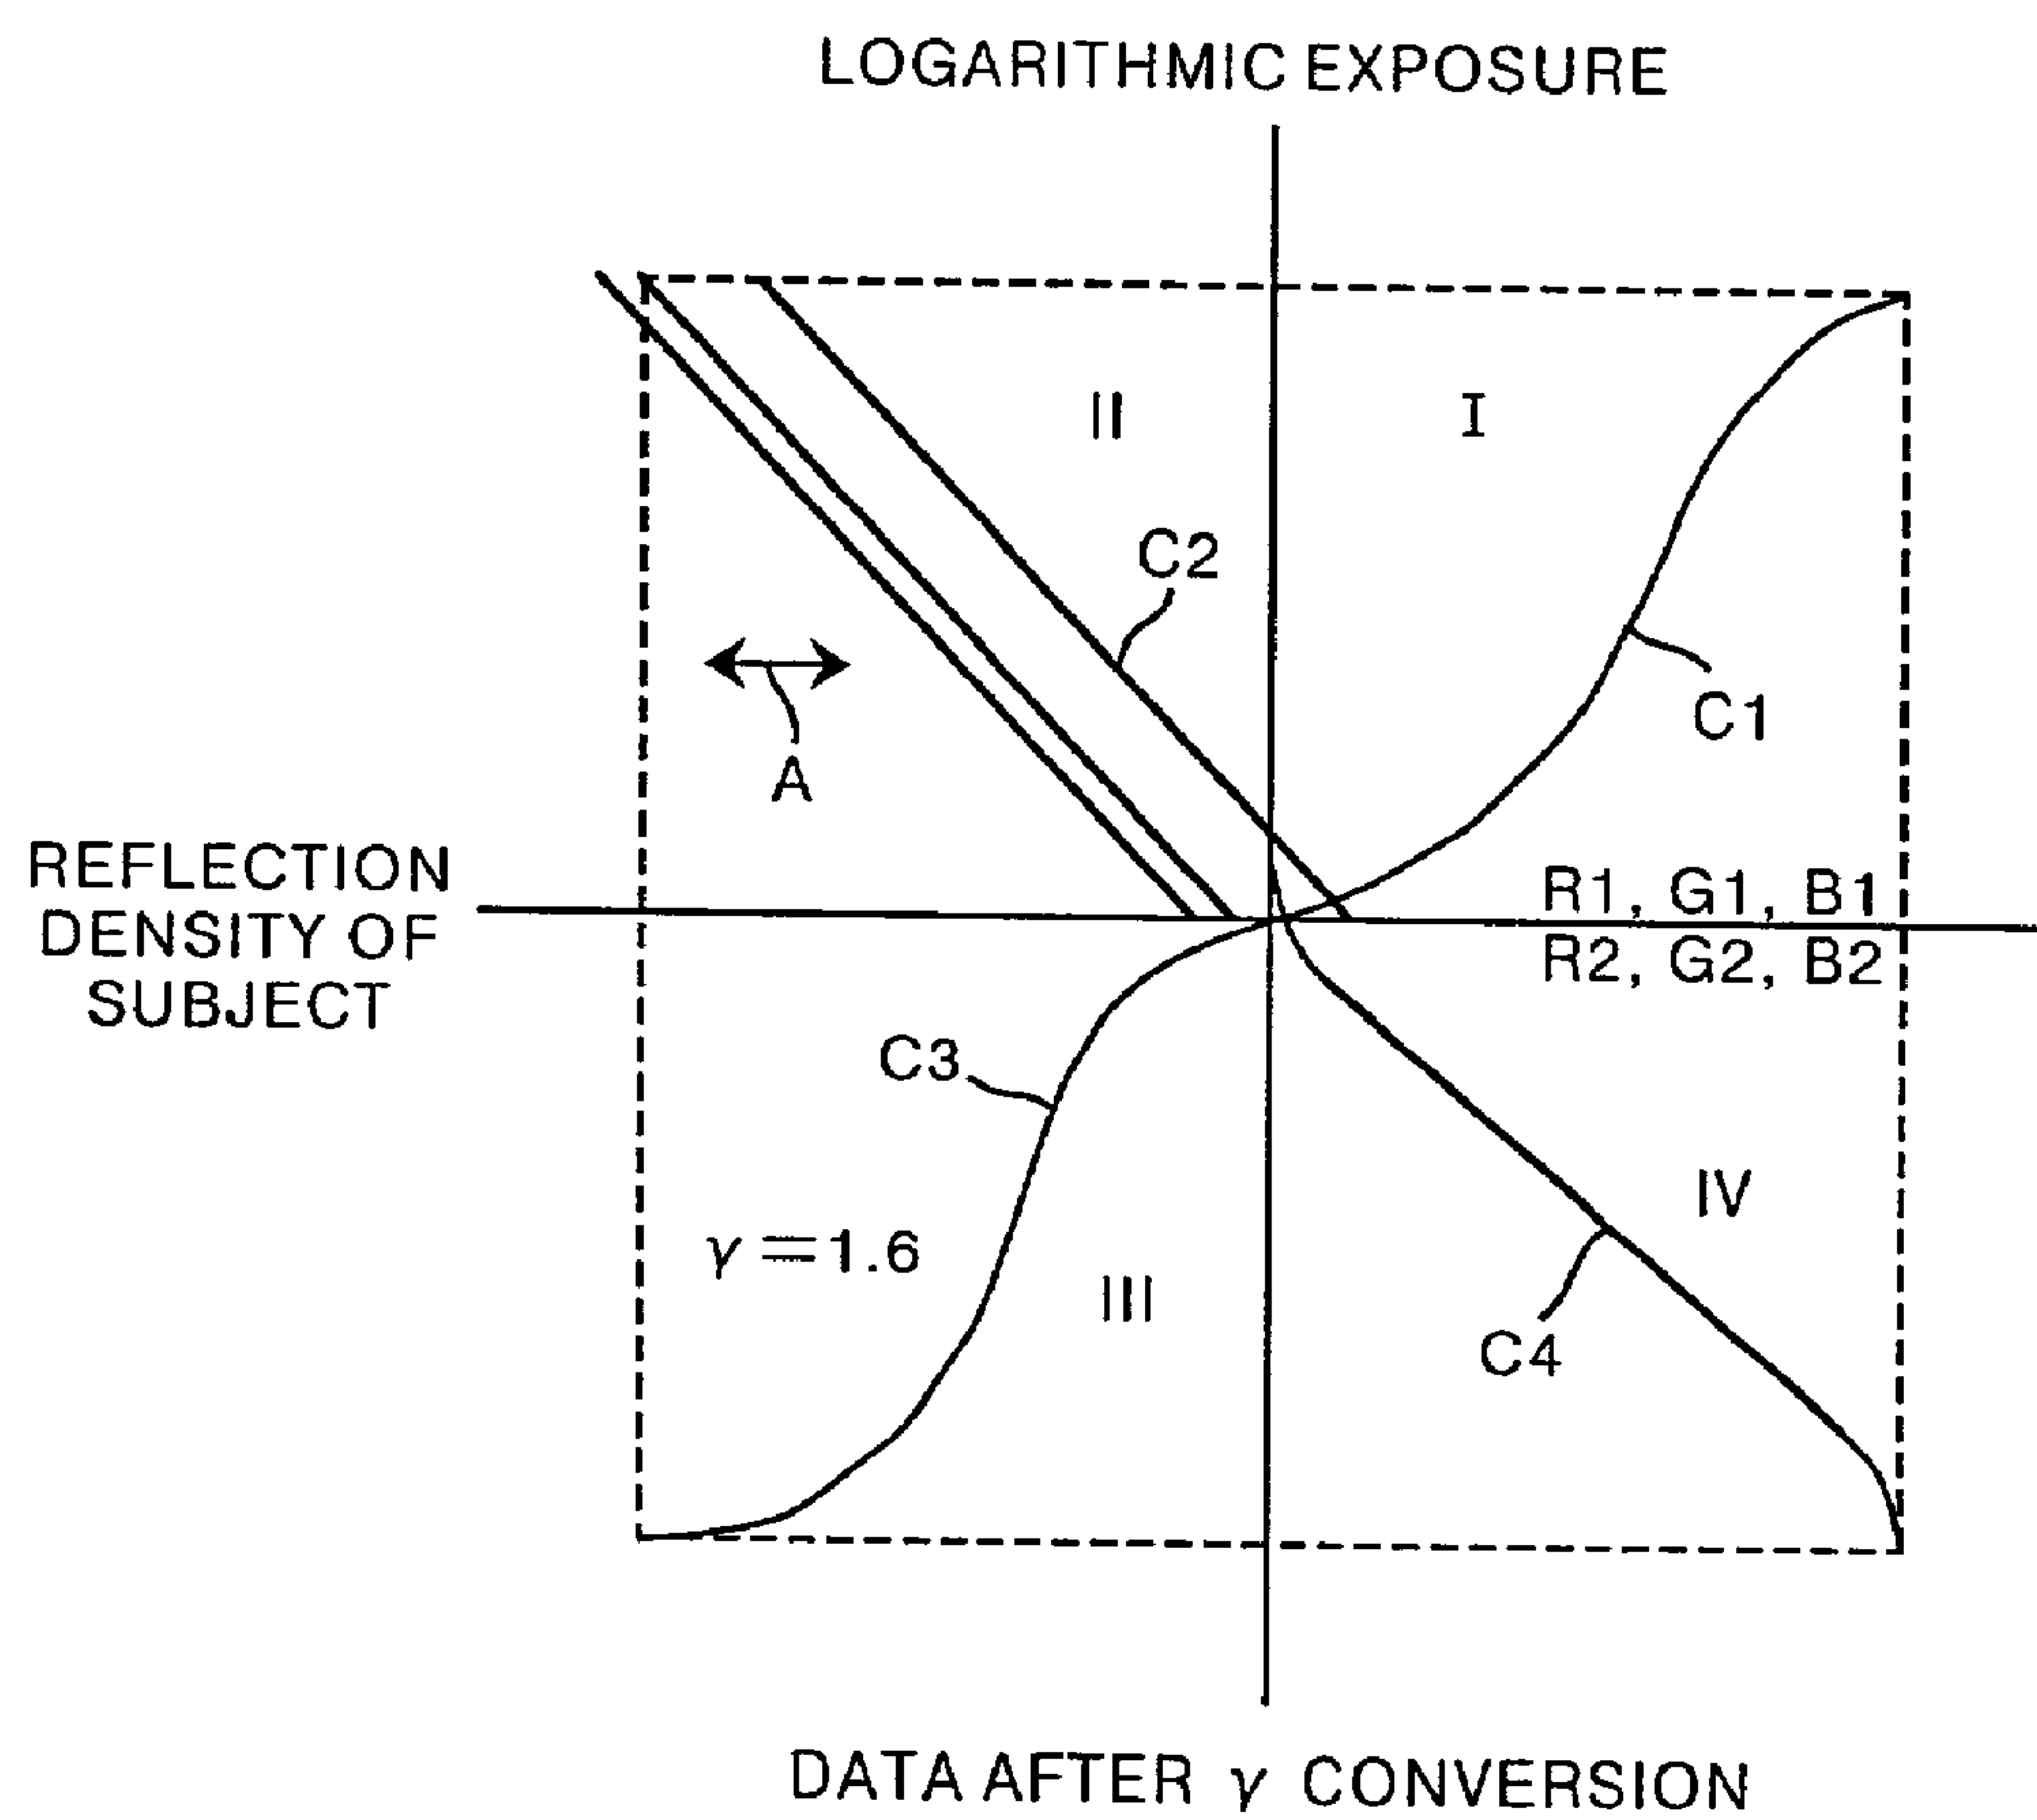 LOGARITHMIC EXPOSURE
II
I
C2
C1
A
REFLECTION
DENSITY OF
SUBJECT
R1, G1, B1
R2, G2, B2
C3
IV
γ=1.6
III
C4
DATA AFTER γ CONVERSION